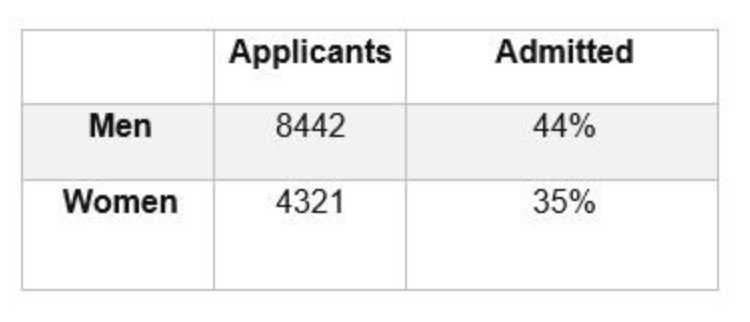 Applicants Admitted
Men 8442 44%
Women 4321 35%